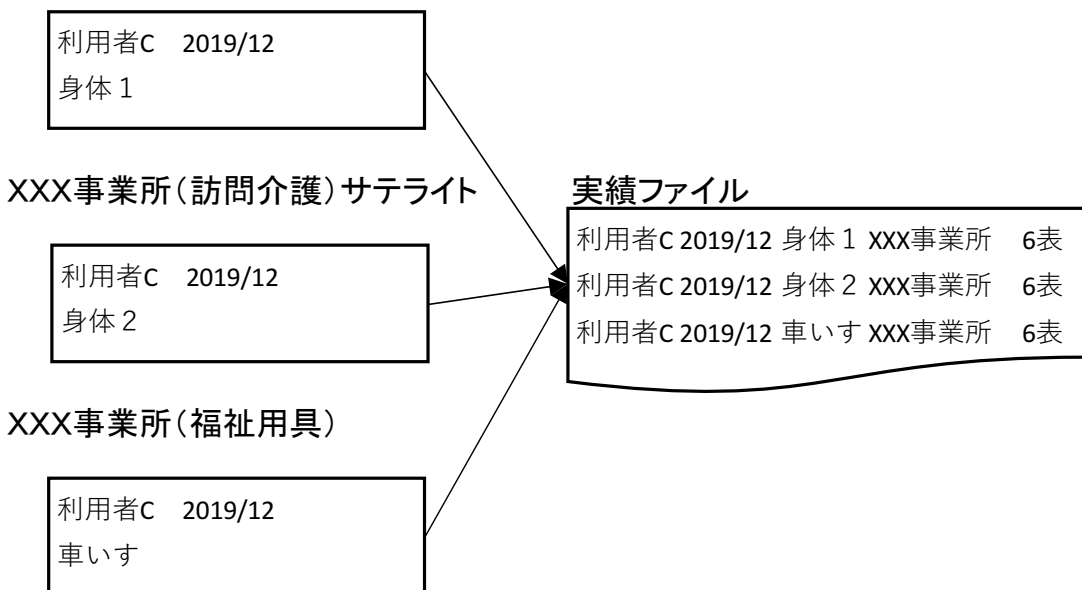 利用者C　2019/12
身体１
XXX事業所（訪問介護）サテライト
利用者C　2019/12
身体２
XXX事業所（福祉用具）
利用者C　2019/12
車いす
実績ファイル
利用者C 2019/12 身体１ XXX事業所　6表
利用者C 2019/12 身体２ XXX事業所　6表
利用者C 2019/12 車いす XXX事業所　6表